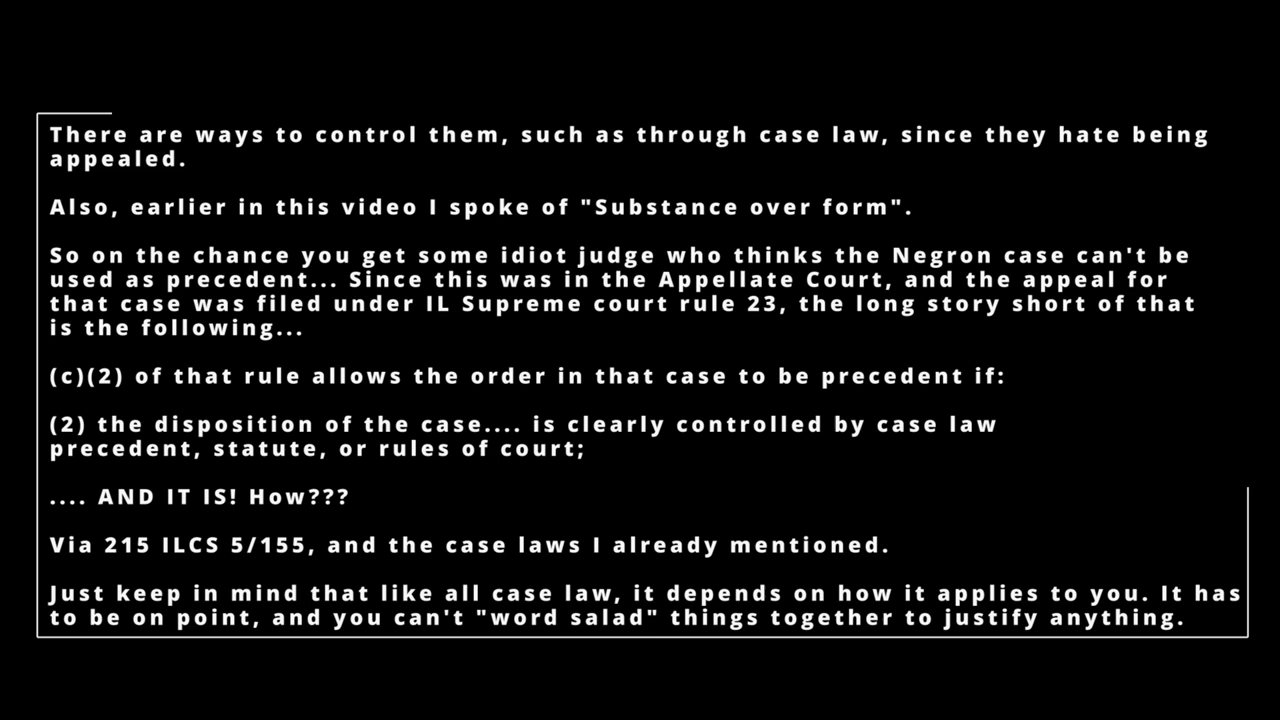 There are ways to control them, such as through case law, since they hate being
appealed.
Also, earlier in this video I spoke of "Substance over form".
So on the chance you get some idiot judge who thinks the Negron case can't be
used as precedent... Since this was in the Appellate Court, and the appeal for
that case was filed under IL Supreme court rule 23, the long story short of that
is the following...
(c)(2) of that rule allows the order in that case to be precedent if:
(2) the disposition of the case.... is clearly controlled by case law
precedent, statute, or rules of court;
.... AND IT IS! How???
Via 215 ILCS 5/155, and the case laws I already mentioned.
Just keep in mind that like all case law, it depends on how it applies to you. It has
to be on point, and you can't "word salad" things together to justify anything.